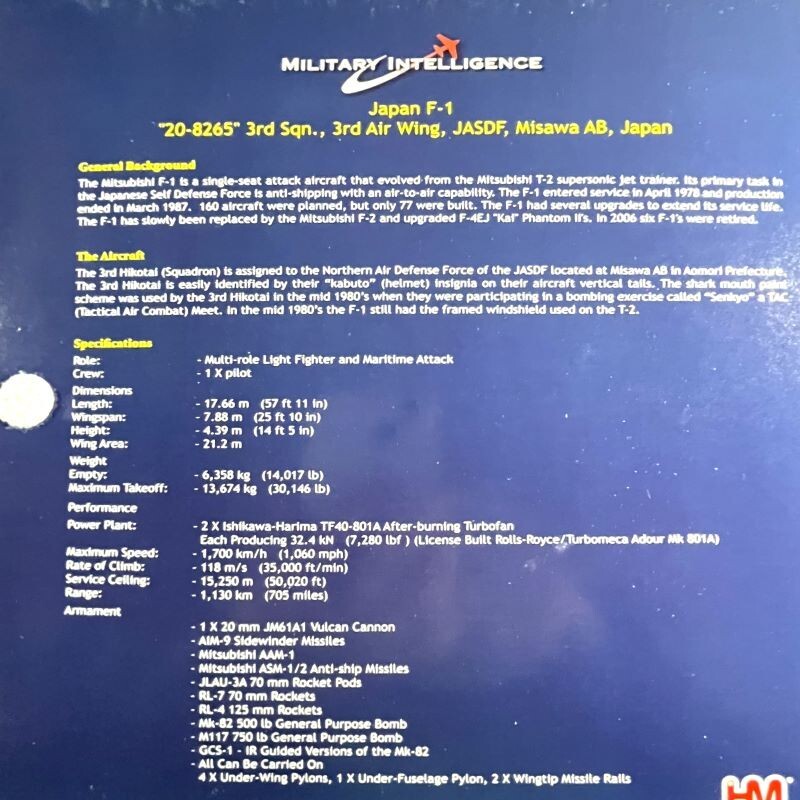 MILITARY INTELLIGENCE
Japan F-1
"20-8265" 3rd Sqn., 3rd Air Wing, JASDF, Misawa AB, Japan
General Background
The Mitsubishi F-1 is a single-seat attack aircraft that evolved from the Mitsubishi T-2 supersonic jet trainer. Its primary task in
the Japanese Self Defense Force is anti-shipping with an air-to-air capability. The F-1 entered service in April 1978 and production
ended in March 1987. 160 aircraft were planned, but only 77 were built. The F-1 had several upgrades to extend its service life.
The F-1 has slowly been replaced by the Mitsubishi F-2 and upgraded F-4EJ "Kai" Phantom II's. In 2006 six F-1's were retired.
The Aircraft
The 3rd Hikotai (Squadron) is assigned to the Northern Air Defense Force of the JASDF located at Misawa AB in Aomori Prefecture.
The 3rd Hikotai is easily identified by their "kabuto" (helmet) insignia on their aircraft vertical tails. The shark mouth paint
scheme was used by the 3rd Hikotai in the mid 1980's when they were participating in a bombing exercise called "Senkyo" a TAC
(Tactical Air Combat) Meet. In the mid 1980's the F-1 still had the framed windshield used on the T-2.
Specifications
Role: - Multi-role Light Fighter and Maritime Attack
Crew: - 1 X pilot
Dimensions
Length: - 17.66 m (57 ft 11 in)
Wingspan: - 7.88 m (25 ft 10 in)
Height: - 4.39 m (14 ft 5 in)
Wing Area: - 21.2 m
Weight
Empty: - 6,358 kg (14,017 lb)
Maximum Takeoff: - 13,674 kg (30,146 lb)
Performance
Power Plant: - 2 X Ishikawa-Harima TF40-801A After-burning Turbofan
Each Producing 32.4 kN (7,280 lbf ) (License Built Rolls-Royce/Turbomeca Adour Mk 801A)
Maximum Speed: - 1,700 km/h (1,060 mph)
Rate of Climb: - 118 m/s (35,000 ft/min)
Service Ceiling: - 15,250 m (50,020 ft)
Range: - 1,130 km (705 miles)
Armament
- 1 X 20 mm JM61A1 Vulcan Cannon
- AIM-9 Sidewinder Missiles
- Mitsubishi AAM-1
- Mitsubishi ASM-1/2 Anti-ship Missiles
- JLAU-3A 70 mm Rocket Pods
- RL-7 70 mm Rockets
- RL-4 125 mm Rockets
- Mk-82 500 lb General Purpose Bomb
- M117 750 lb General Purpose Bomb
- GCS-1 - IR Guided Versions of the Mk-82
- All Can be Carried On
4 X Under-Wing Pylons, 1 X Under-Fuselage Pylon, 2 X Wingtip Missile Rails
HM